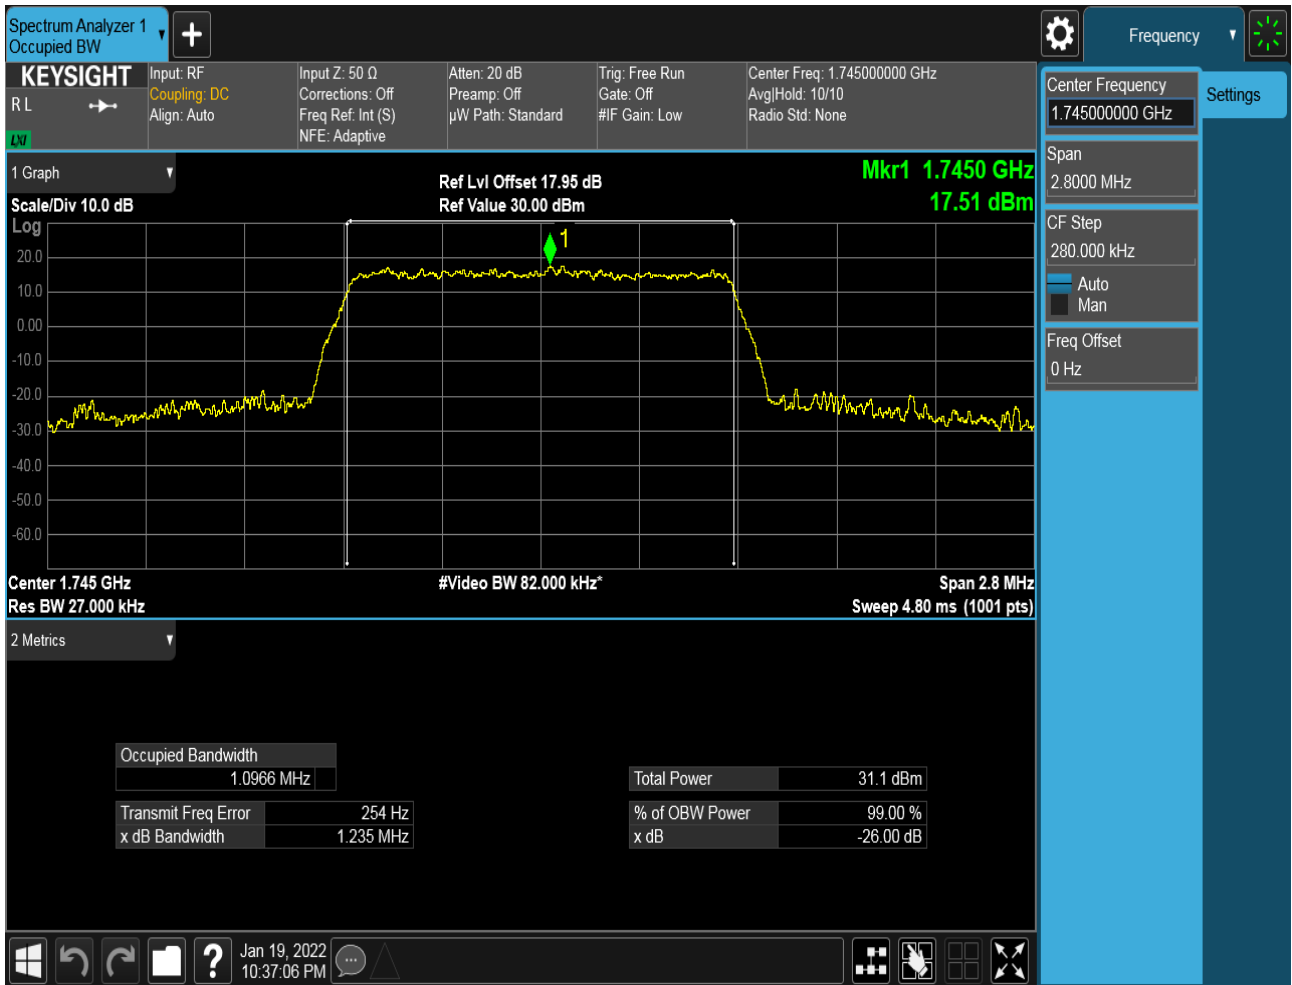 Spectrum Analyzer 1
Occupied BW
Frequency
KEYSIGHT
R L
LXI
Input: RF
Coupling: DC
Align: Auto
Input Z: 50 Ω
Corrections: Off
Freq Ref: Int (S)
NFE: Adaptive
Atten: 20 dB
Preamp: Off
µW Path: Standard
Trig: Free Run
Gate: Off
#IF Gain: Low
Center Freq: 1.745000000 GHz
Avg|Hold: 10/10
Radio Std: None
Center Frequency
1.745000000 GHz
Settings
Span
2.8000 MHz
CF Step
280.000 kHz
Auto
Man
Freq Offset
0 Hz
1 Graph
Scale/Div 10.0 dB
Ref Lvl Offset 17.95 dB
Ref Value 30.00 dBm
Mkr1 1.7450 GHz
17.51 dBm
Log
1
20.0
10.0
0.00
-10.0
-20.0
-30.0
-40.0
-50.0
-60.0
Center 1.745 GHz
#Video BW 82.000 kHz*
Span 2.8 MHz
Res BW 27.000 kHz
Sweep 4.80 ms (1001 pts)
2 Metrics
Occupied Bandwidth
1.0966 MHz
Total Power 31.1 dBm
Transmit Freq Error 254 Hz
% of OBW Power 99.00 %
x dB Bandwidth 1.235 MHz
x dB -26.00 dB
?
Jan 19, 2022
10:37:06 PM